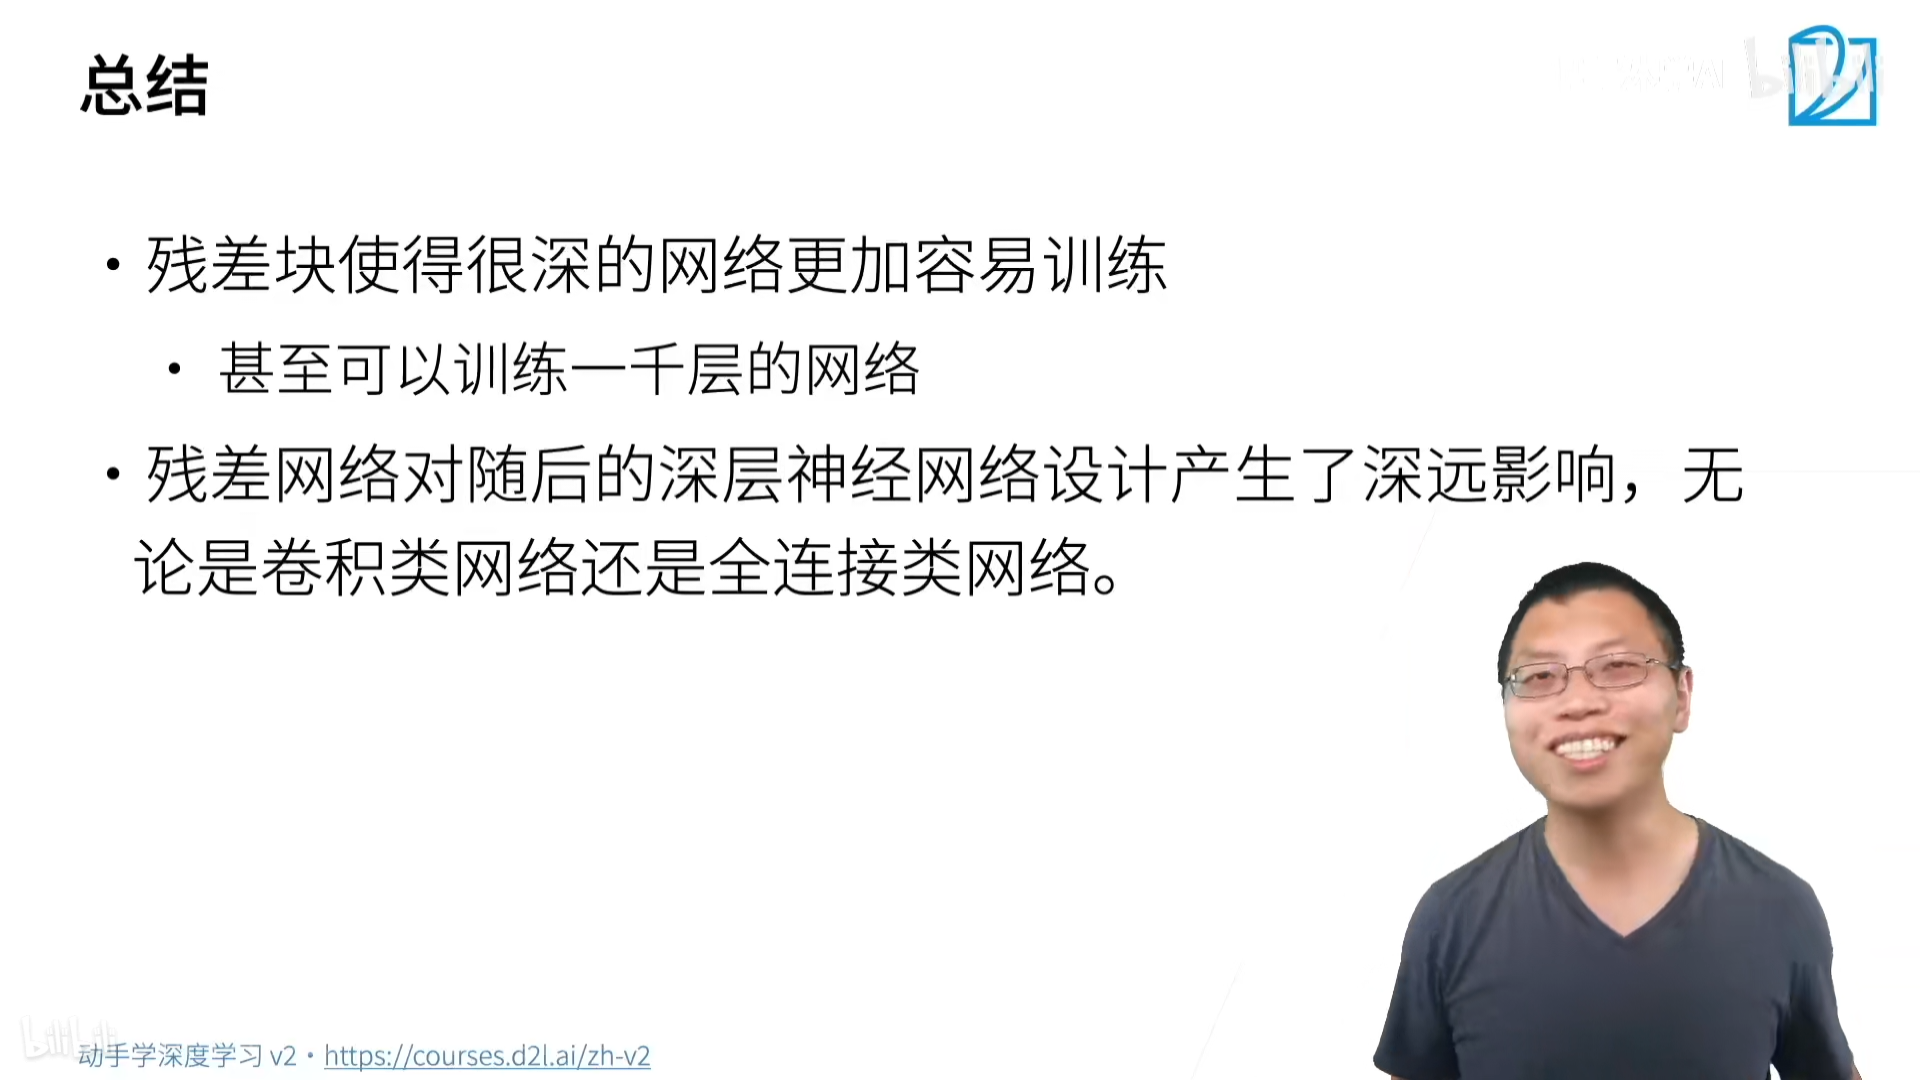 总结
bilibili
• 残差块使得很深的网络更加容易训练
• 甚至可以训练一千层的网络
• 残差网络对随后的深层神经网络设计产生了深远影响，无
论是卷积类网络还是全连接类网络。
bilibili
动手学深度学习 v2 • https://courses.d2l.ai/zh-v2